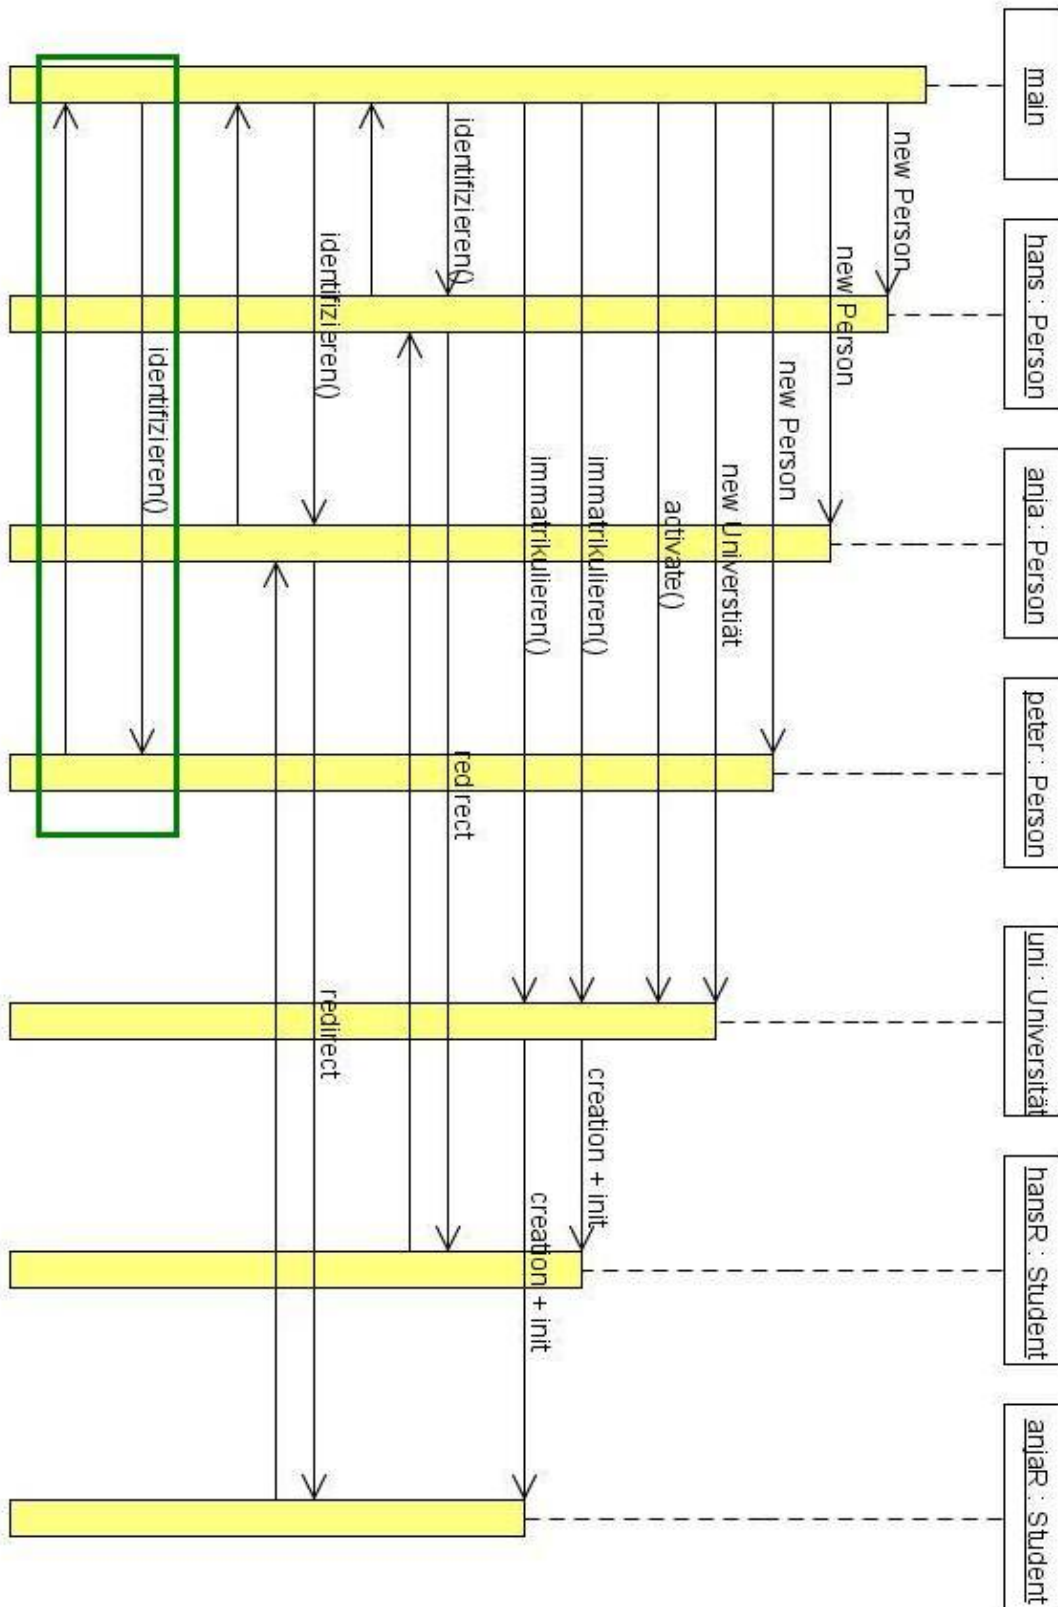 main
hans : Person
anja : Person
peter : Person
uni : Universität
hansR : Student
anjaR : Student
new Person
new Person
new Person
new Universtiät
activate()
immatrikulieren()
creation + init
immatrikulieren()
creation + init
identifizieren()
redirect
identifizieren()
redirect
identifizieren()